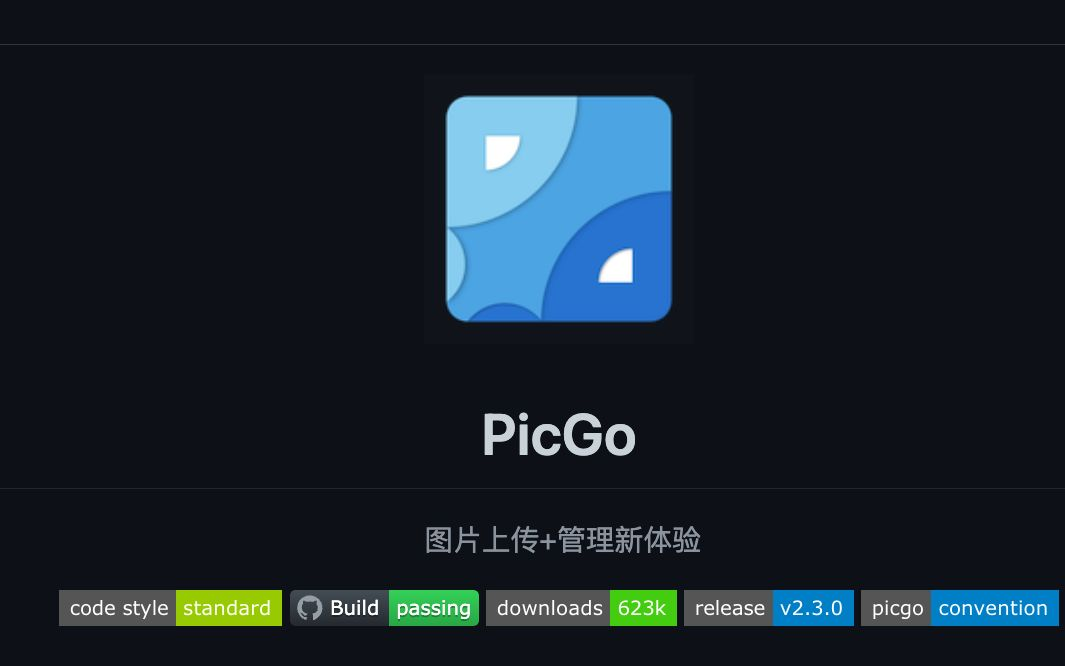 PicGo
图片上传+管理新体验
code style standard Build passing downloads 623k release v2.3.0 picgo convention